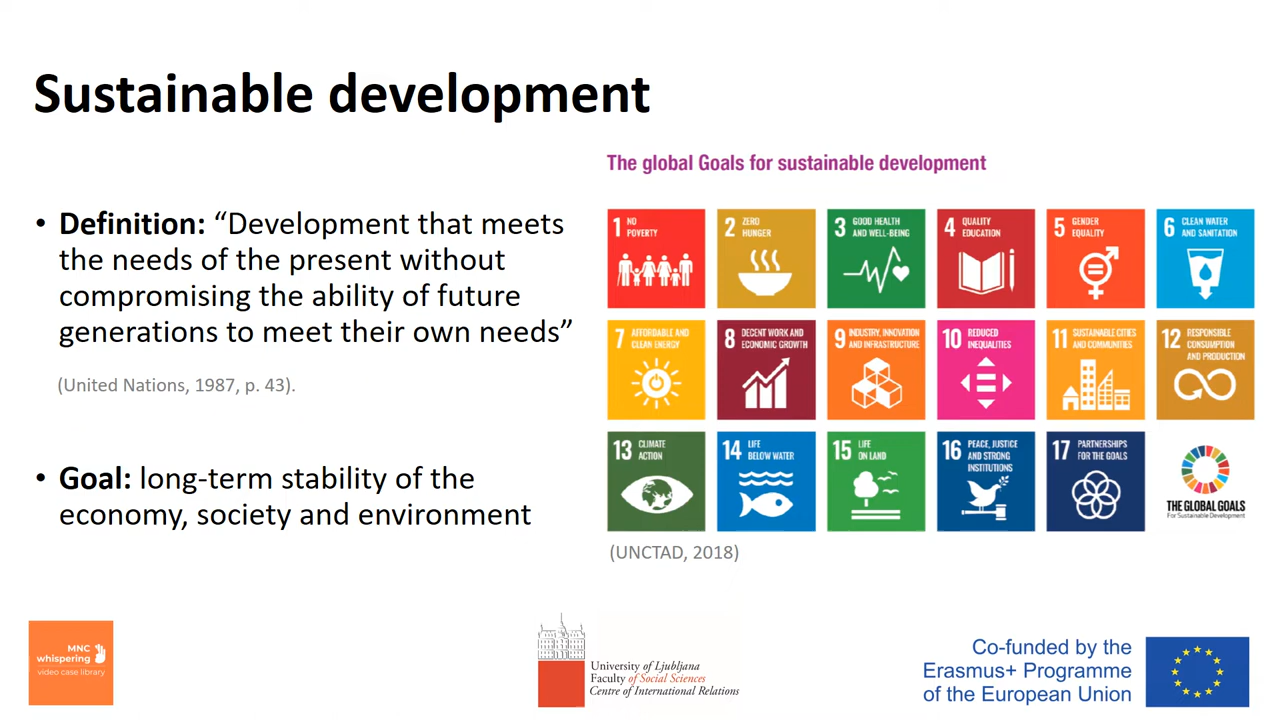 Sustainable development
• Definition: “Development that meets
the needs of the present without
compromising the ability of future
generations to meet their own needs”
(United Nations, 1987, p. 43).
• Goal: long-term stability of the
economy, society and environment
The global Goals for sustainable development
1 NO
POVERTY
2 ZERO
HUNGER
3 GOOD HEALTH
AND WELL-BEING
4 QUALITY
EDUCATION
5 GENDER
EQUALITY
6 CLEAN WATER
AND SANITATION
7 AFFORDABLE AND
CLEAN ENERGY
8 DECENT WORK AND
ECONOMIC GROWTH
9 INDUSTRY, INNOVATION
AND INFRASTRUCTURE
10 REDUCED
INEQUALITIES
11 SUSTAINABLE CITIES
AND COMMUNITIES
12 RESPONSIBLE
CONSUMPTION
AND PRODUCTION
13 CLIMATE
ACTION
14 LIFE
BELOW WATER
15 LIFE
ON LAND
16 PEACE, JUSTICE
AND STRONG
INSTITUTIONS
17 PARTNERSHIPS
FOR THE GOALS
THE GLOBAL GOALS
For Sustainable Development
(UNCTAD, 2018)
MNC
whispering
video case library
University of Ljubljana
Faculty of Social Sciences
Centre of International Relations
Co-funded by the
Erasmus+ Programme
of the European Union